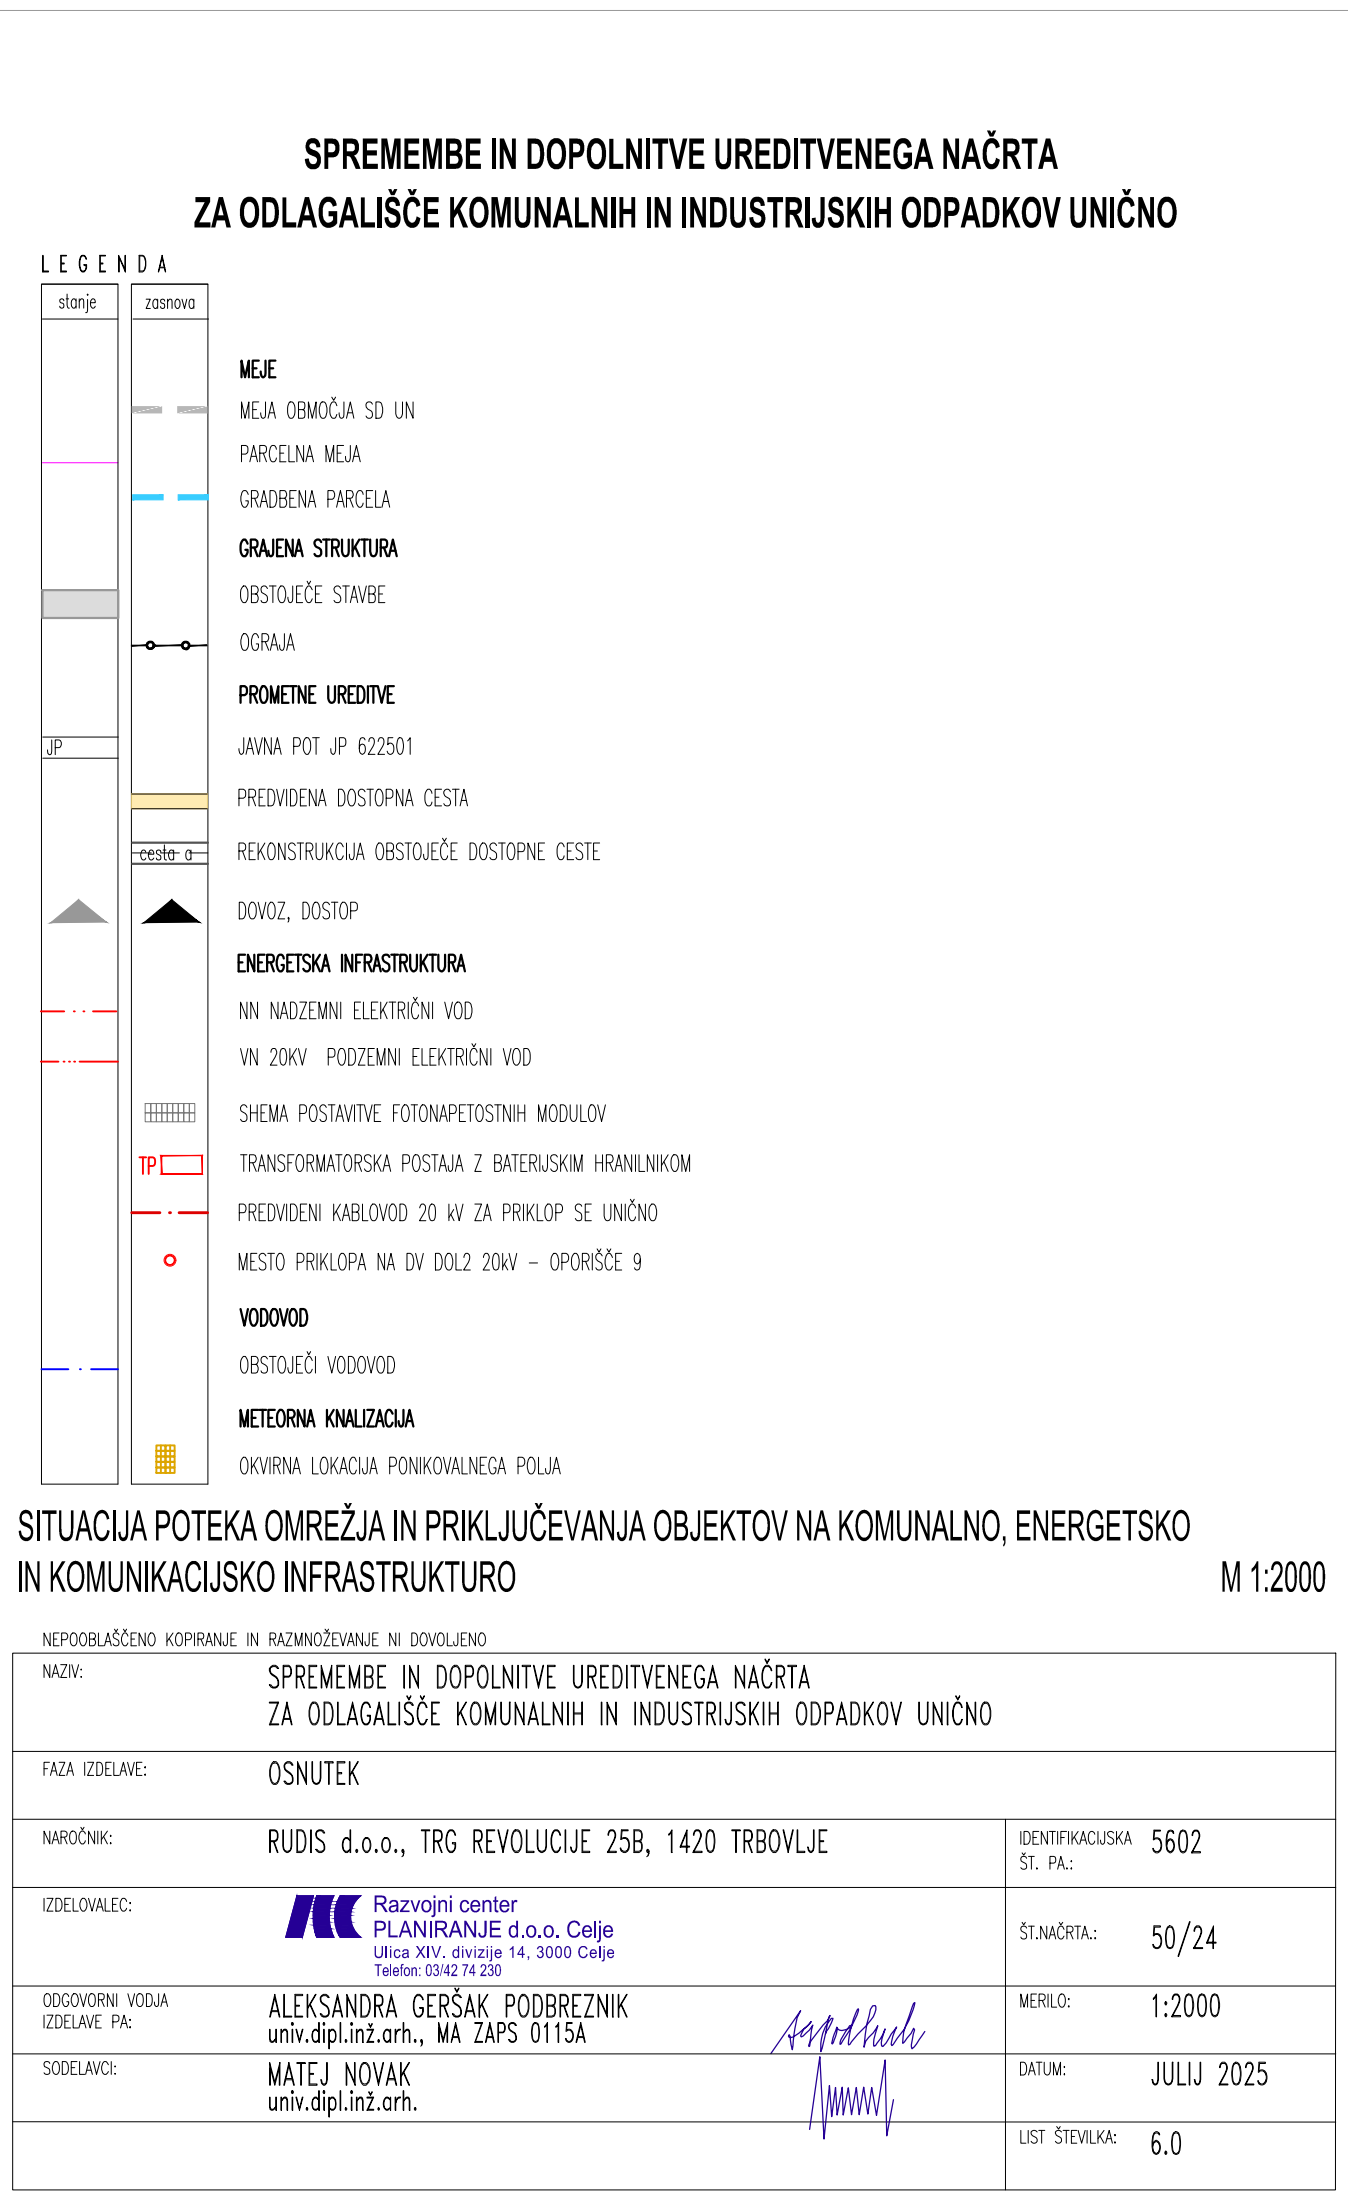 SPREMEMBE IN DOPOLNITVE UREDITVENEGA NAČRTA
ZA ODLAGALIŠČE KOMUNALNIH IN INDUSTRIJSKIH ODPADKOV UNIČNO
LEGENDA
stanje zasnova
MEJE
MEJA OBMOČJA SD UN
PARCELNA MEJA
GRADBENA PARCELA
GRAJENA STRUKTURA
OBSTOJEČE STAVBE
OGRAJA
PROMETNE UREDITVE
JP JAVNA POT JP 622501
PREDVIDENA DOSTOPNA CESTA
cesta a REKONSTRUKCIJA OBSTOJEČE DOSTOPNE CESTE
DOVOZ, DOSTOP
ENERGETSKA INFRASTRUKTURA
NN NADZEMNI ELEKTRIČNI VOD
VN 20KV PODZEMNI ELEKTRIČNI VOD
SHEMA POSTAVITVE FOTONAPETOSTNIH MODULOV
TP TRANSFORMATORSKA POSTAJA Z BATERIJSKIM HRANILNIKOM
PREDVIDENI KABLOVOD 20 kV ZA PRIKLOP SE UNIČNO
MESTO PRIKLOPA NA DV DOL2 20kV – OPORIŠČE 9
VODOVOD
OBSTOJEČI VODOVOD
METEORNA KNALIZACIJA
OKVIRNA LOKACIJA PONIKOVALNEGA POLJA
SITUACIJA POTEKA OMREŽJA IN PRIKLJUČEVANJA OBJEKTOV NA KOMUNALNO, ENERGETSKO
IN KOMUNIKACIJSKO INFRASTRUKTURO M 1:2000
NEPOOBLAŠČENO KOPIRANJE IN RAZMNOŽEVANJE NI DOVOLJENO
NAZIV: SPREMEMBE IN DOPOLNITVE UREDITVENEGA NAČRTA
ZA ODLAGALIŠČE KOMUNALNIH IN INDUSTRIJSKIH ODPADKOV UNIČNO
FAZA IZDELAVE: OSNUTEK
NAROČNIK: RUDIS d.o.o., TRG REVOLUCIJE 25B, 1420 TRBOVLJE
IDENTIFIKACIJSKA
ŠT. PA.: 5602
IZDELOVALEC: Razvojni center
PLANIRANJE d.o.o. Celje
Ulica XIV. divizije 14, 3000 Celje
Telefon: 03/42 74 230
ŠT.NAČRTA.: 50/24
ODGOVORNI VODJA
IZDELAVE PA: ALEKSANDRA GERŠAK PODBREZNIK
univ.dipl.inž.arh., MA ZAPS 0115A
MERILO: 1:2000
SODELAVCI: MATEJ NOVAK
univ.dipl.inž.arh.
DATUM: JULIJ 2025
LIST ŠTEVILKA: 6.0